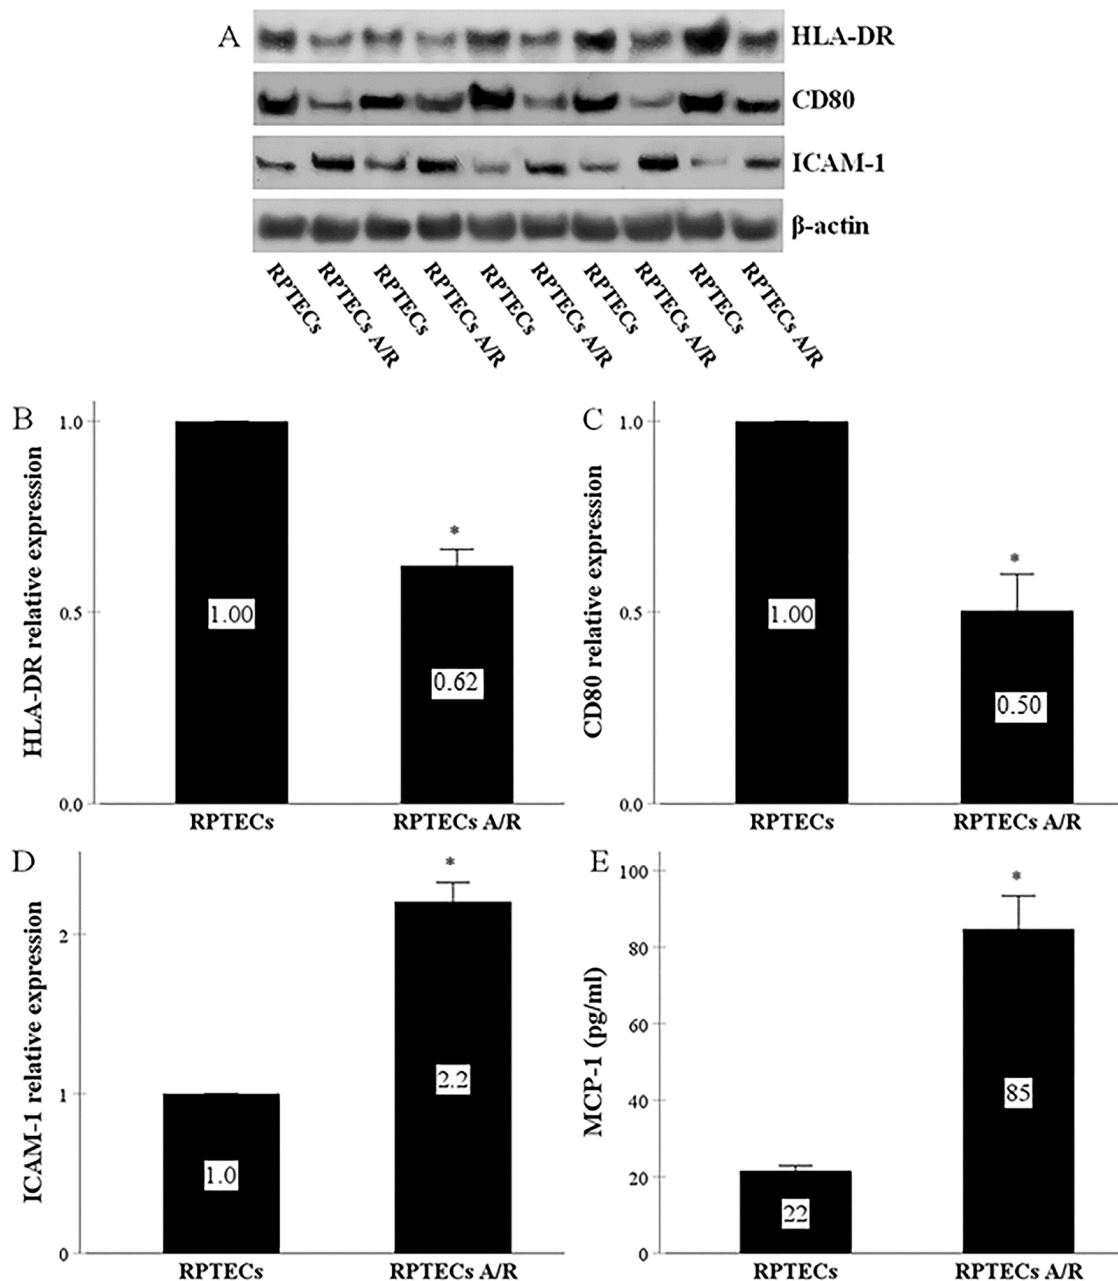 A
HLA-DR
CD80
ICAM-1
β-actin
RPTECs
RPTECs A/R
RPTECs
RPTECs A/R
RPTECs
RPTECs A/R
RPTECs
RPTECs A/R
RPTECs
RPTECs A/R
B
HLA-DR relative expression
1.0
0.5
0.0
1.00
*
0.62
RPTECs
RPTECs A/R
C
CD80 relative expression
1.0
0.5
0.0
1.00
*
0.50
RPTECs
RPTECs A/R
D
ICAM-1 relative expression
2
1
0
1.0
*
2.2
RPTECs
RPTECs A/R
E
MCP-1 (pg/ml)
100
80
60
40
20
0
22
*
85
RPTECs
RPTECs A/R